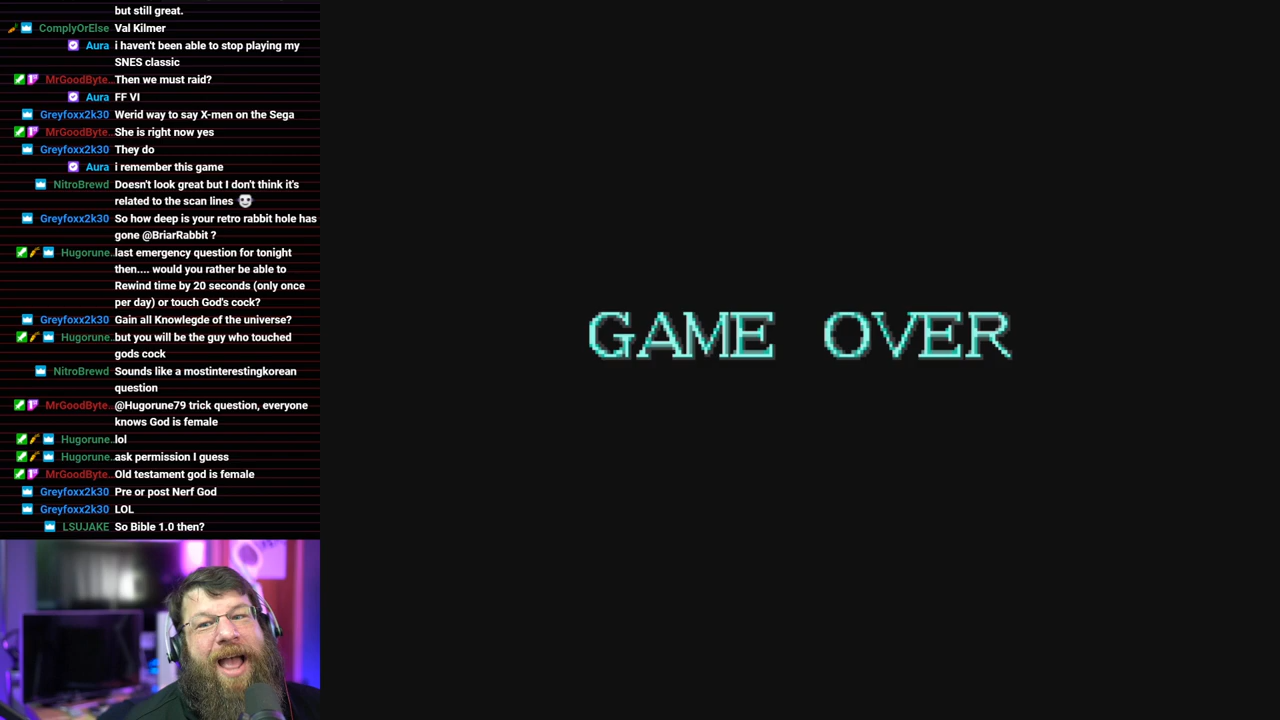 but still great.
ComplyOrElse Val Kilmer
Aura i haven't been able to stop playing my
SNES classic
MrGoodByte.. Then we must raid?
Aura FF VI
Greyfoxx2k30 Werid way to say X-men on the Sega
MrGoodByte.. She is right now yes
Greyfoxx2k30 They do
Aura i remember this game
NitroBrewd Doesn't look great but I don't think it's
related to the scan lines
Greyfoxx2k30 So how deep is your retro rabbit hole has
gone @BriarRabbit ?
Hugorune.. last emergency question for tonight
then.... would you rather be able to
Rewind time by 20 seconds (only once
per day) or touch God's cock?
Greyfoxx2k30 Gain all Knowlegde of the universe?
Hugorune.. but you will be the guy who touched
gods cock
NitroBrewd Sounds like a mostinterestingkorean
question
MrGoodByte.. @Hugorune79 trick question, everyone
knows God is female
Hugorune.. lol
Hugorune.. ask permission I guess
MrGoodByte.. Old testament god is female
Greyfoxx2k30 Pre or post Nerf God
Greyfoxx2k30 LOL
LSUJAKE So Bible 1.0 then?
GAME OVER